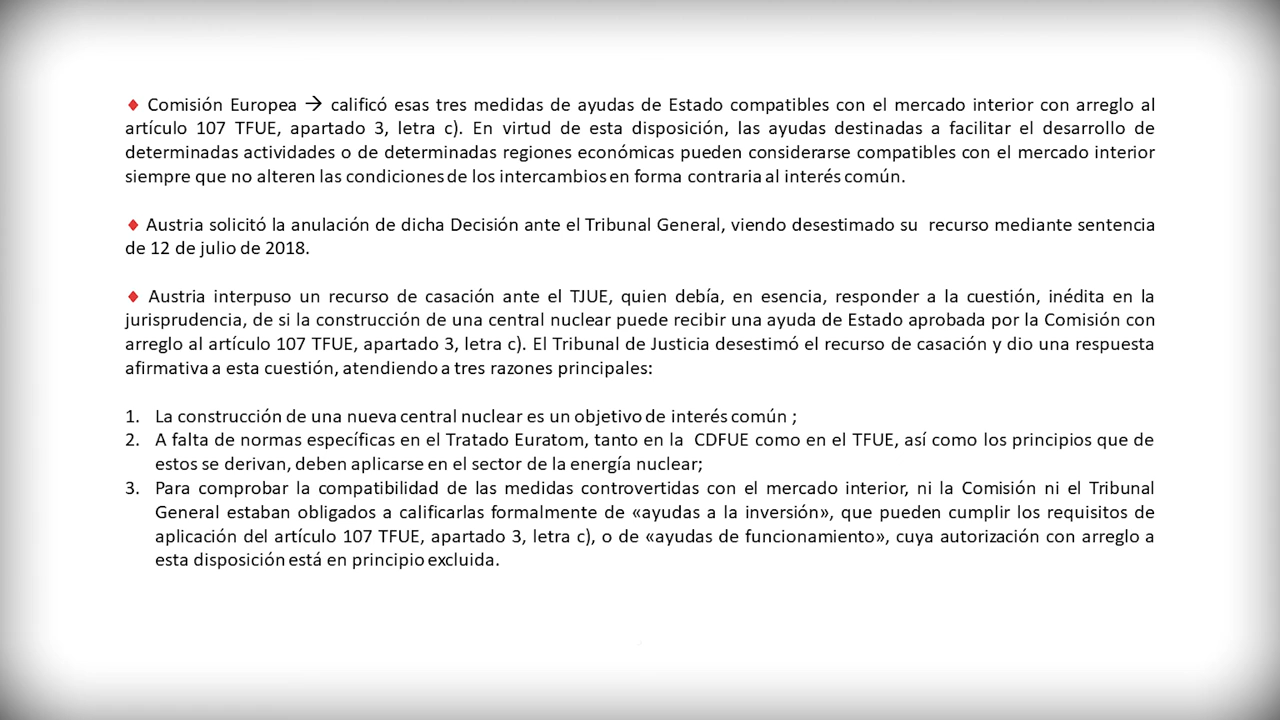 ♦ Comisión Europea → calificó esas tres medidas de ayudas de Estado compatibles con el mercado interior con arreglo al
artículo 107 TFUE, apartado 3, letra c). En virtud de esta disposición, las ayudas destinadas a facilitar el desarrollo de
determinadas actividades o de determinadas regiones económicas pueden considerarse compatibles con el mercado interior
siempre que no alteren las condiciones de los intercambios en forma contraria al interés común.
♦ Austria solicitó la anulación de dicha Decisión ante el Tribunal General, viendo desestimado su recurso mediante sentencia
de 12 de julio de 2018.
♦ Austria interpuso un recurso de casación ante el TJUE, quien debía, en esencia, responder a la cuestión, inédita en la
jurisprudencia, de si la construcción de una central nuclear puede recibir una ayuda de Estado aprobada por la Comisión con
arreglo al artículo 107 TFUE, apartado 3, letra c). El Tribunal de Justicia desestimó el recurso de casación y dio una respuesta
afirmativa a esta cuestión, atendiendo a tres razones principales:
1. La construcción de una nueva central nuclear es un objetivo de interés común ;
2. A falta de normas específicas en el Tratado Euratom, tanto en la CDFUE como en el TFUE, así como los principios que de
estos se derivan, deben aplicarse en el sector de la energía nuclear;
3. Para comprobar la compatibilidad de las medidas controvertidas con el mercado interior, ni la Comisión ni el Tribunal
General estaban obligados a calificarlas formalmente de «ayudas a la inversión», que pueden cumplir los requisitos de
aplicación del artículo 107 TFUE, apartado 3, letra c), o de «ayudas de funcionamiento», cuya autorización con arreglo a
esta disposición está en principio excluida.